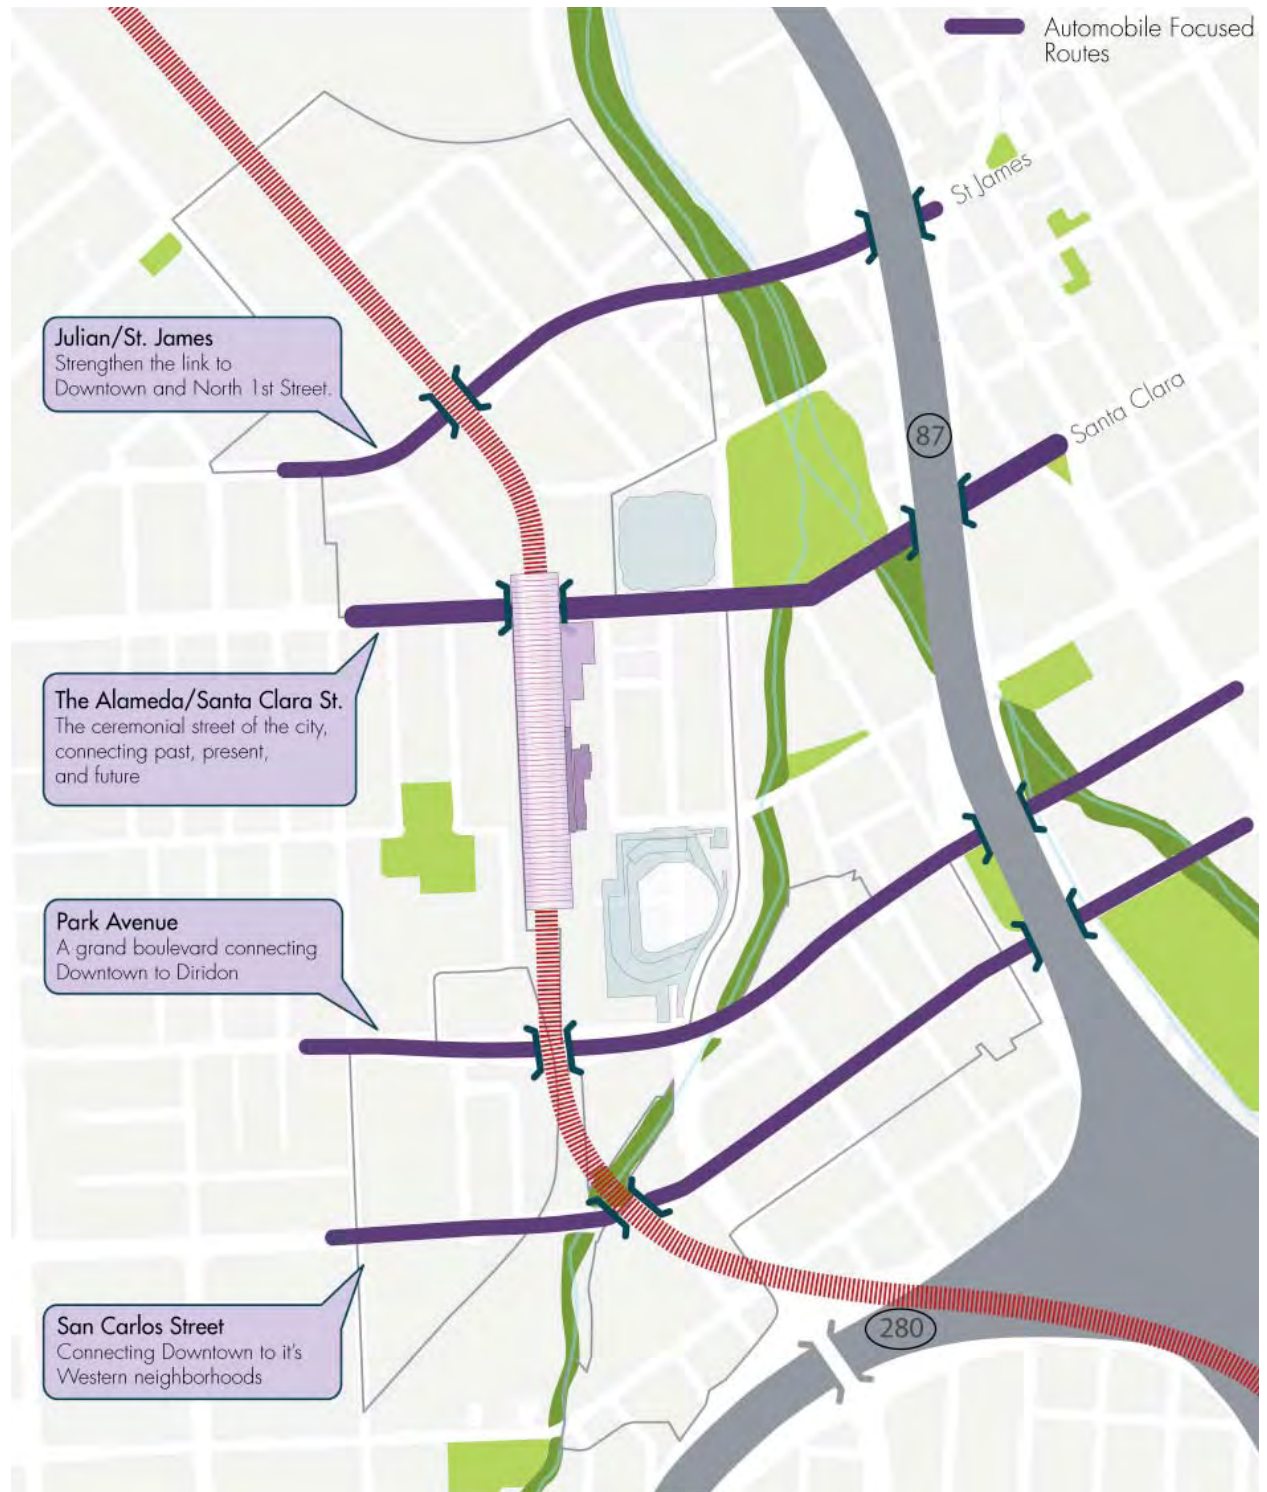 Automobile Focused
Routes
St James
Julian/St. James
Strengthen the link to
Downtown and North 1st Street.
Santa Clara
87
The Alameda/Santa Clara St.
The ceremonial street of the city,
connecting past, present,
and future
Park Avenue
A grand boulevard connecting
Downtown to Diridon
San Carlos Street
Connecting Downtown to it's
Western neighborhoods
280